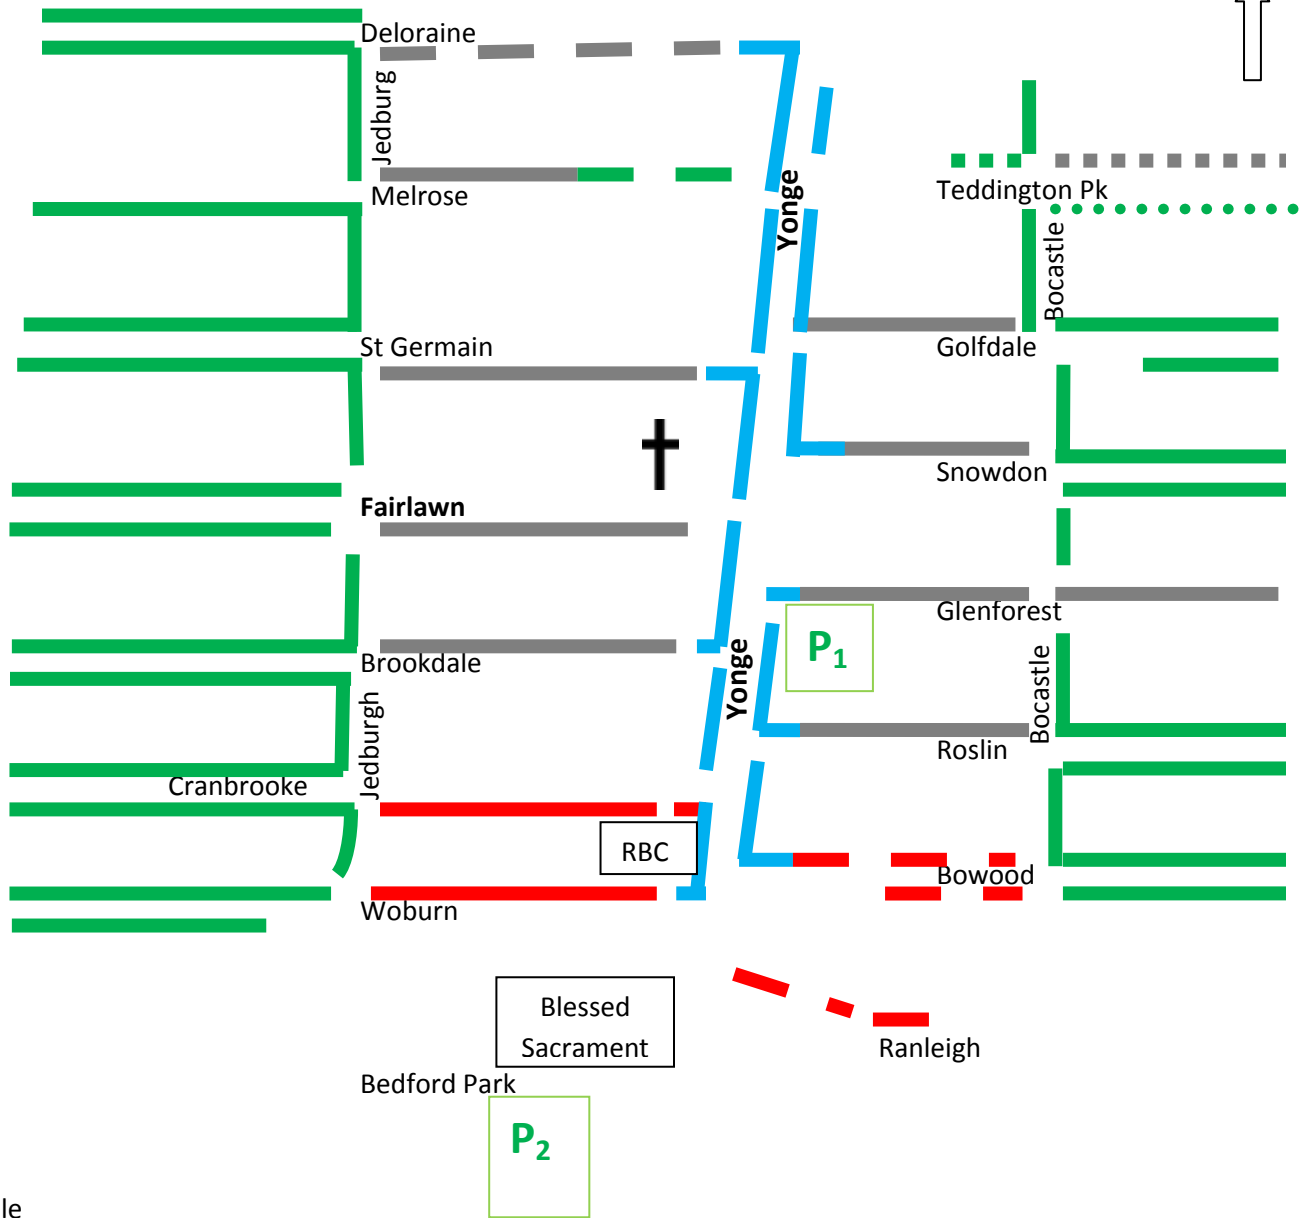 Deloraine
Jedburg
Melrose
Yonge
Teddington Pk
Bocastle
St Germain
Golfdale
Snowdon
Fairlawn
Glenforest
P1
Brookdale
Yonge
Bocastle
Jedburgh
Roslin
Cranbrooke
RBC
Bowood
Woburn
Blessed
Sacrament
Ranleigh
Bedford Park
P2
le